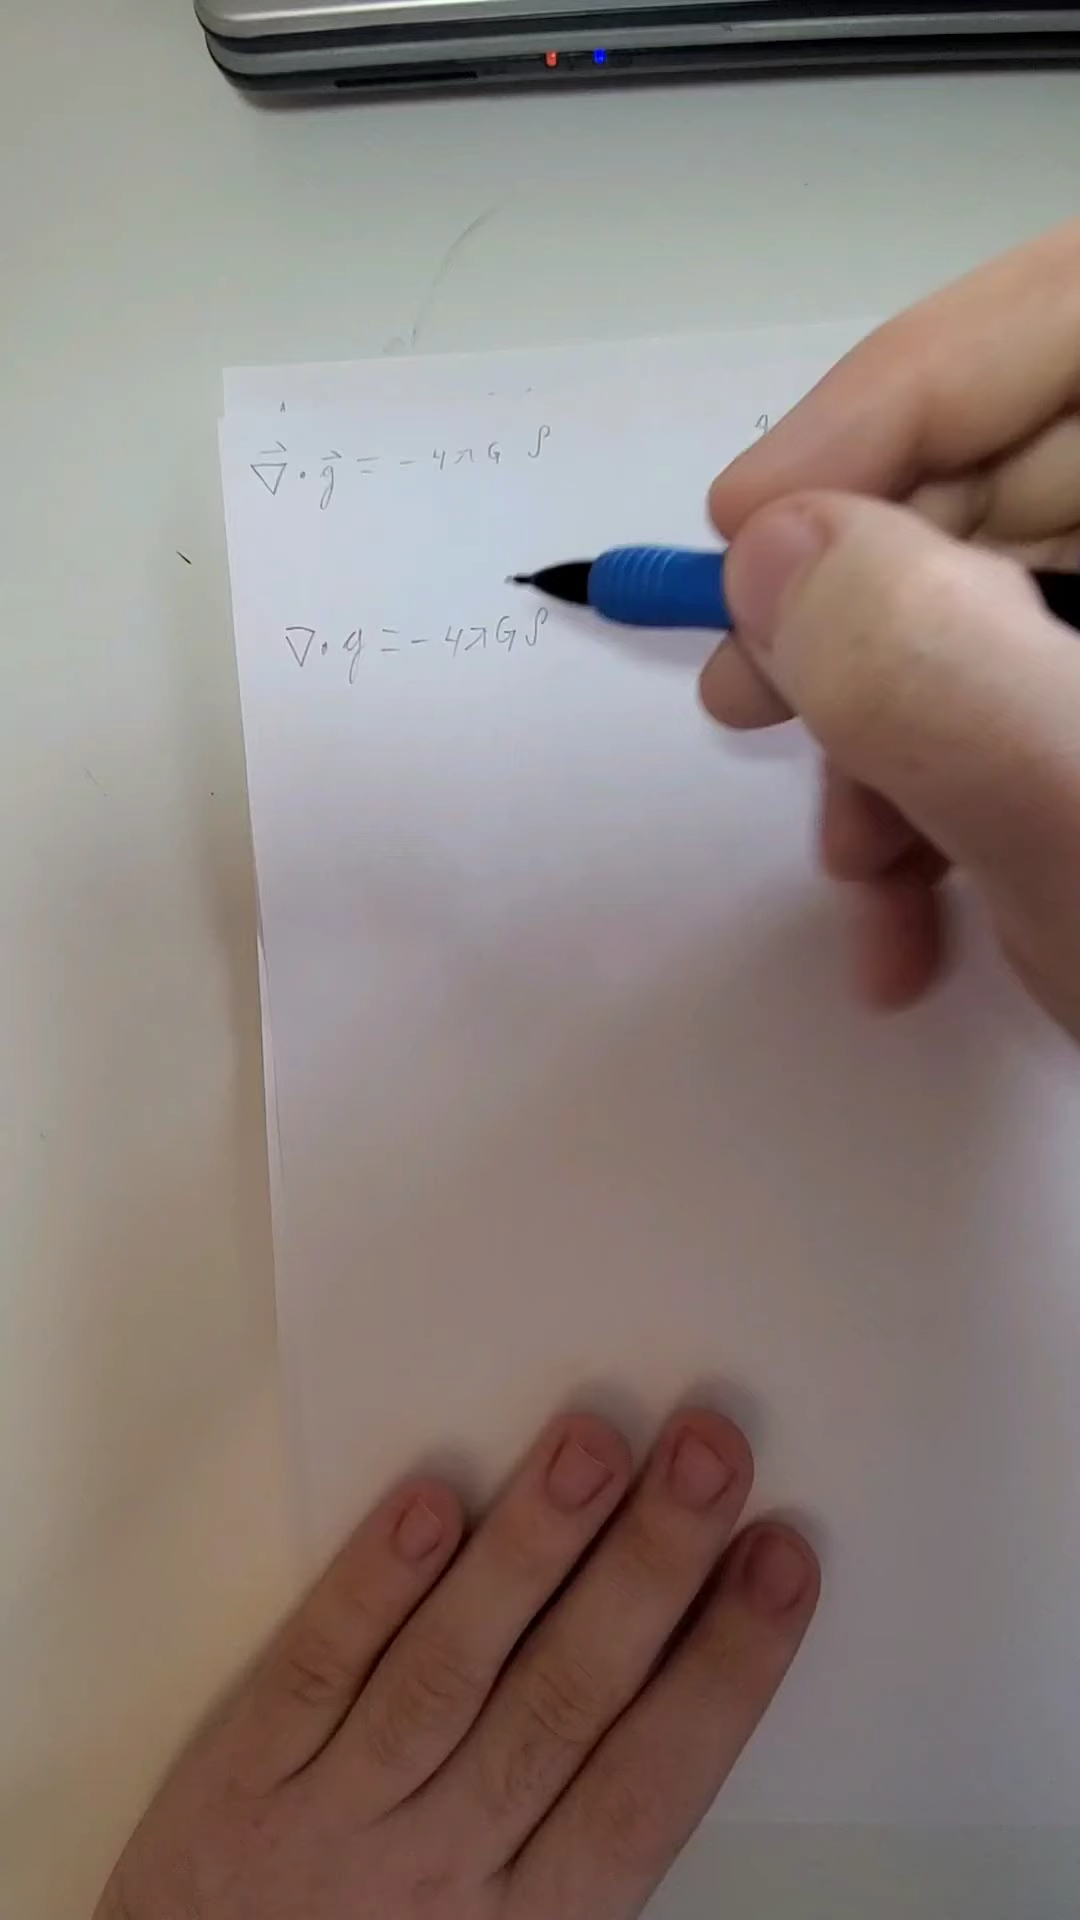 ∇⃗ · g⃗ = - 4πG ρ
∇ · g = - 4πG ρ